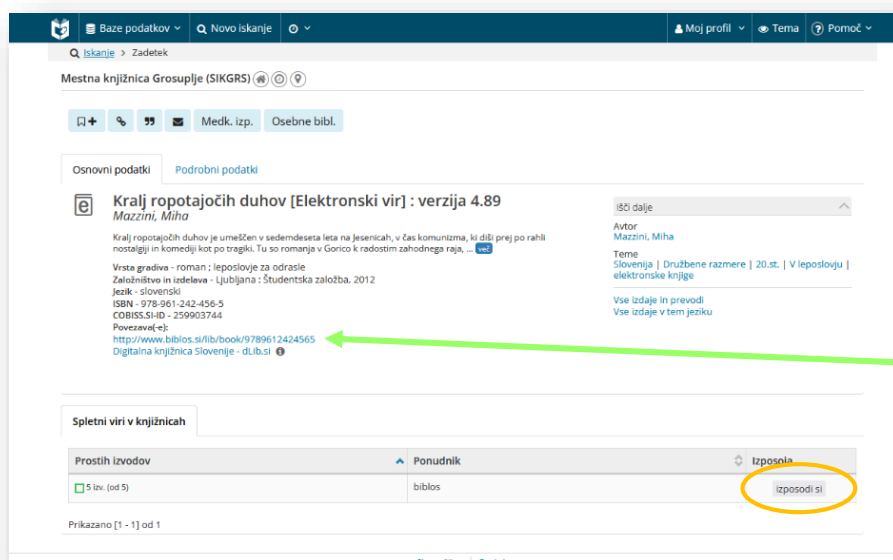 Baze podatkov Novo iskanje Moj profil Tema ? Pomoč
Iskanje > Zadetek
Mestna knjižnica Grosuplje (SIKGRS)
Medk. izp. Osebne bibl.
Osnovni podatki Podrobni podatki
e
Kralj ropotajočih duhov [Elektronski vir] : verzija 4.89
Mazzini, Miha
Kralj ropotajočih duhov je umeščen v sedemdeseta leta na Jesenicah, v čas komunizma, ki diši prej po rahli
nostalgiji in komediji kot po tragiki. Tu so romanja v Gorico k radostim zahodnega raja, ... več
Vrsta gradiva - roman ; leposlovje za odrasle
Založništvo in izdelava - Ljubljana : Študentska založba, 2012
Jezik - slovenski
ISBN - 978-961-242-456-5
COBISS.SI-ID - 259903744
Povezava(-e):
http://www.biblos.si/lib/book/9789612424565
Digitalna knjižnica Slovenije - dLib.si
Išči dalje
Avtor
Mazzini, Miha
Teme
Slovenija | Družbene razmere | 20.st. | V leposlovju |
elektronske knjige
Vse izdaje in prevodi
Vse izdaje v tem jeziku
Spletni viri v knjižnicah
Prostih izvodov Ponudnik Izposoja
5 izv. (od 5) biblos izposodi si
Prikazano [1 - 1] od 1